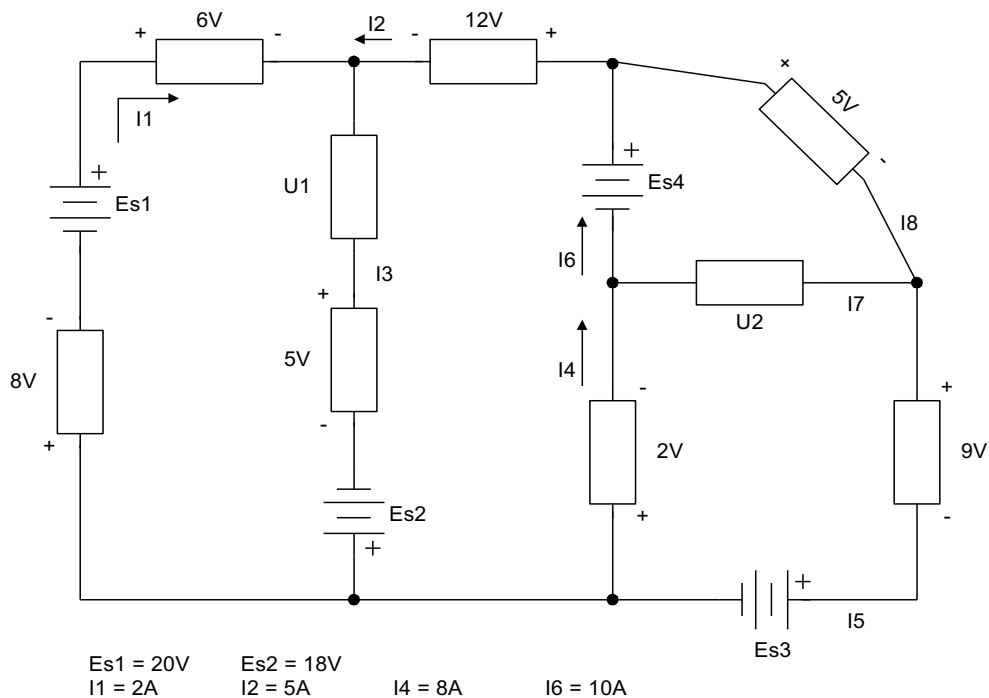 6V
I2
12V
+ - - +
×
5V
-
I1
+
Es1
U1
+
Es4
I8
I6
I3
+
I7
U2
-
8V
+
5V
-
I4
-
2V
+
+
9V
-
Es2
+
+
I5
Es3
Es1 = 20V Es2 = 18V
I1 = 2A I2 = 5A I4 = 8A I6 = 10A